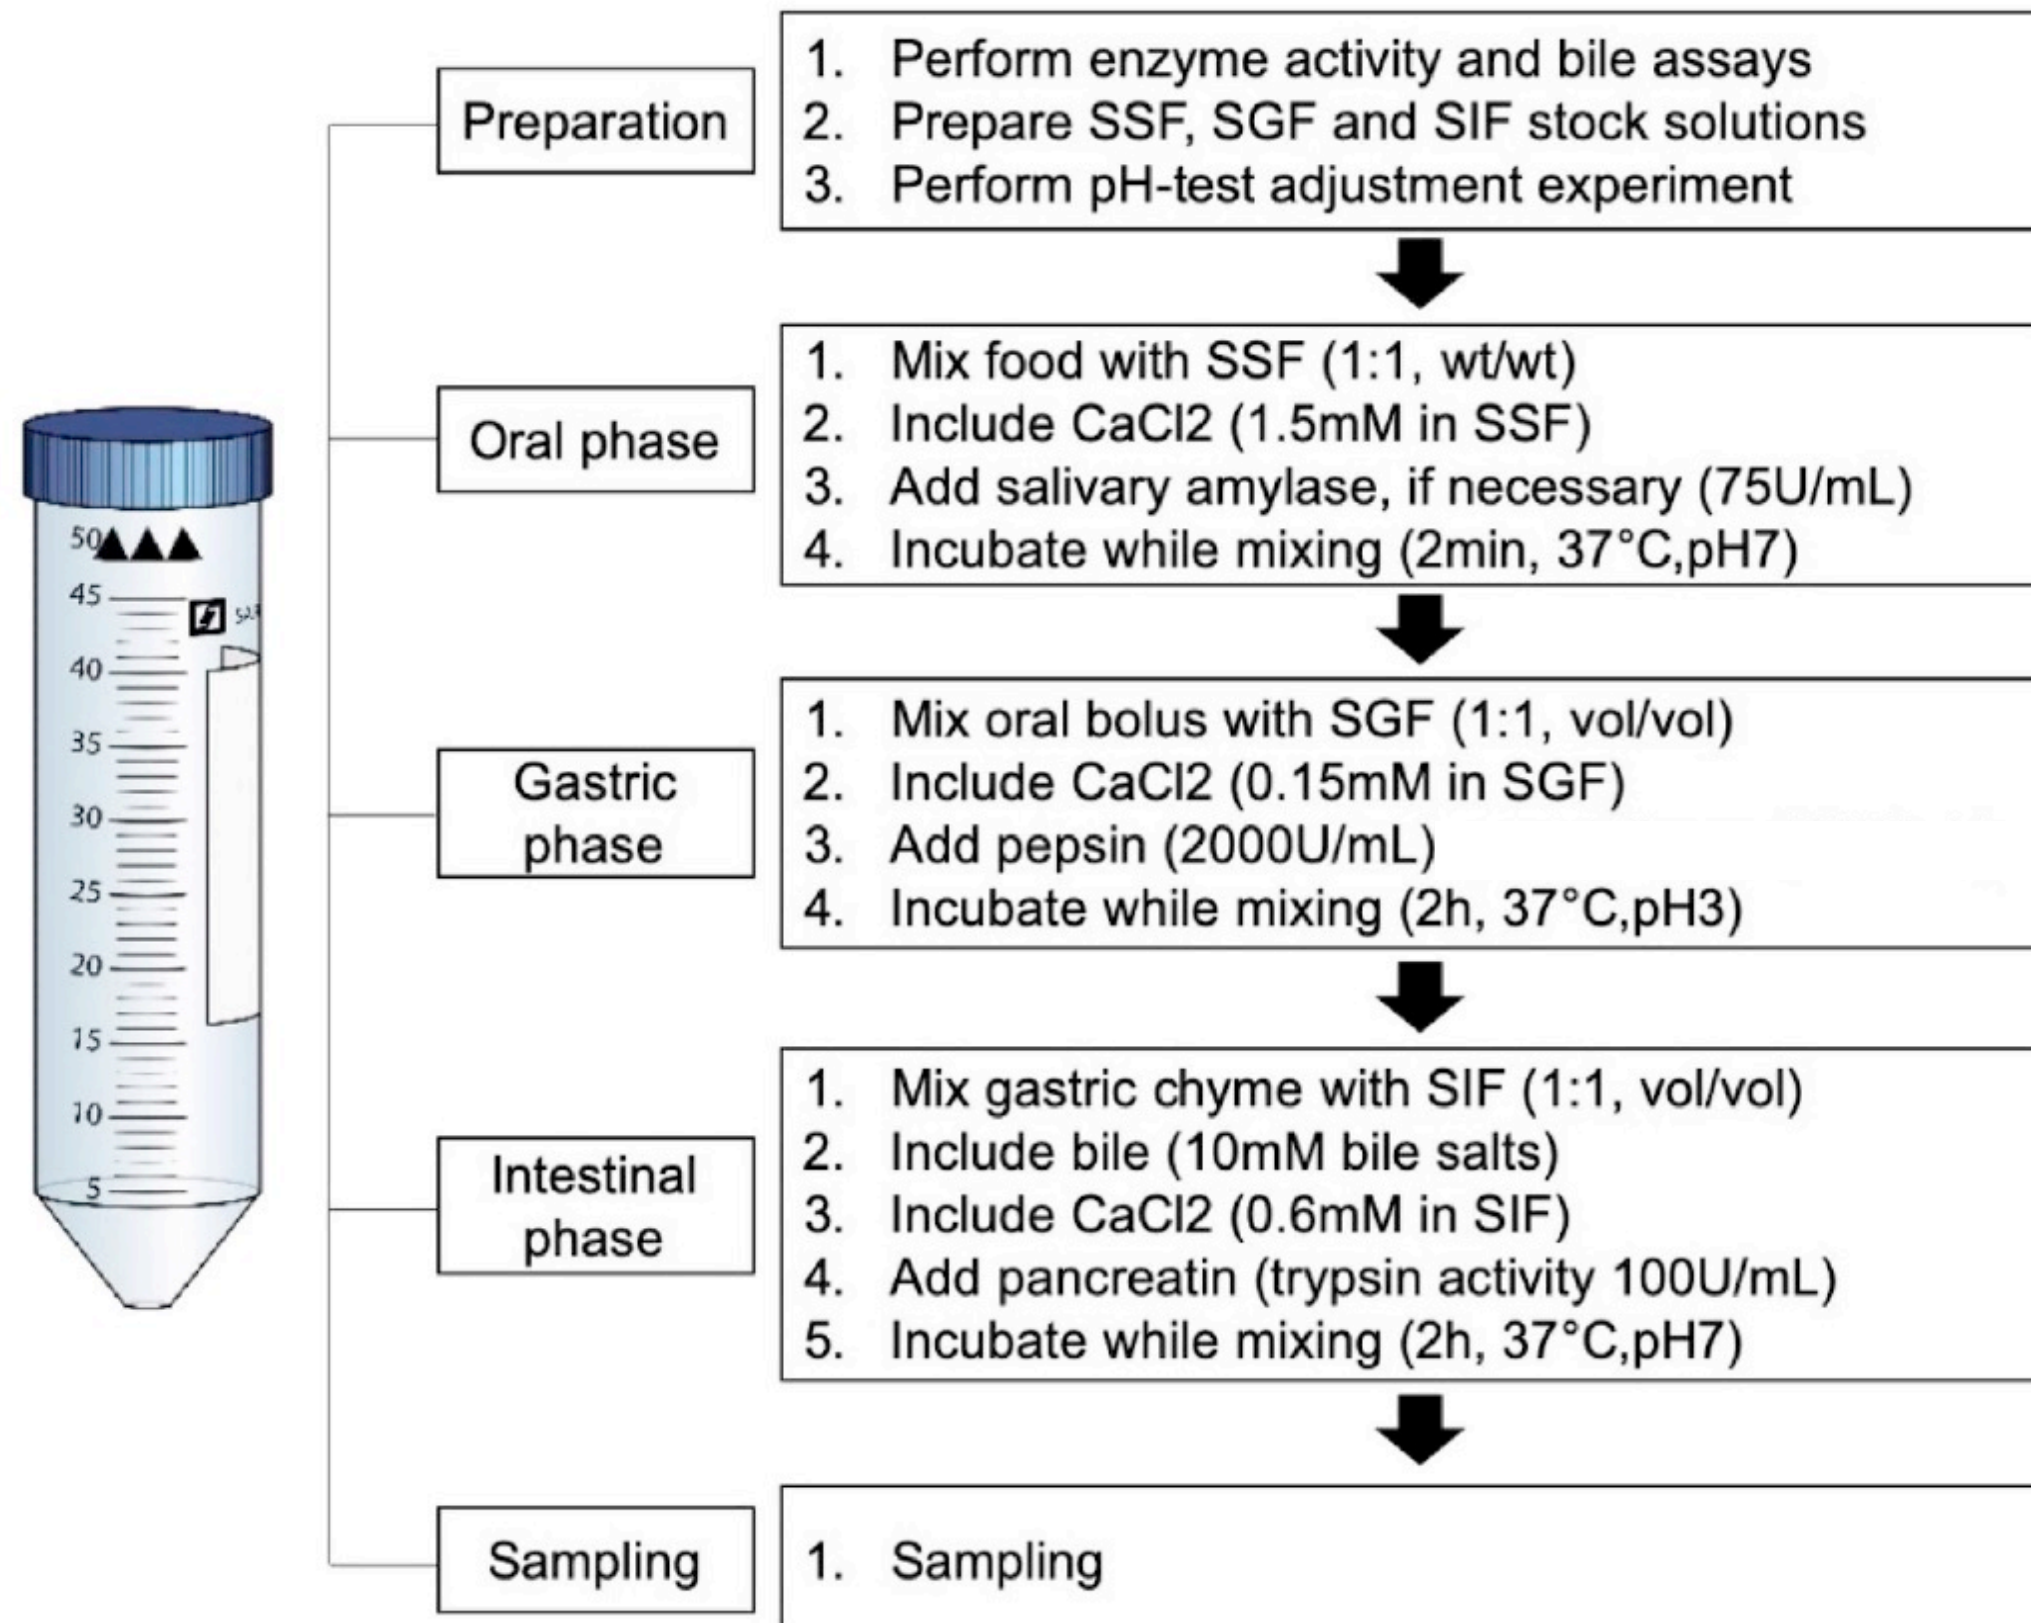 Preparation
1. Perform enzyme activity and bile assays
2. Prepare SSF, SGF and SIF stock solutions
3. Perform pH-test adjustment experiment
Oral phase
1. Mix food with SSF (1:1, wt/wt)
2. Include CaCl2 (1.5mM in SSF)
3. Add salivary amylase, if necessary (75U/mL)
4. Incubate while mixing (2min, 37°C,pH7)
Gastric
phase
1. Mix oral bolus with SGF (1:1, vol/vol)
2. Include CaCl2 (0.15mM in SGF)
3. Add pepsin (2000U/mL)
4. Incubate while mixing (2h, 37°C,pH3)
Intestinal
phase
1. Mix gastric chyme with SIF (1:1, vol/vol)
2. Include bile (10mM bile salts)
3. Include CaCl2 (0.6mM in SIF)
4. Add pancreatin (trypsin activity 100U/mL)
5. Incubate while mixing (2h, 37°C,pH7)
Sampling
1. Sampling
50
45
40
35
30
25
20
15
10
5